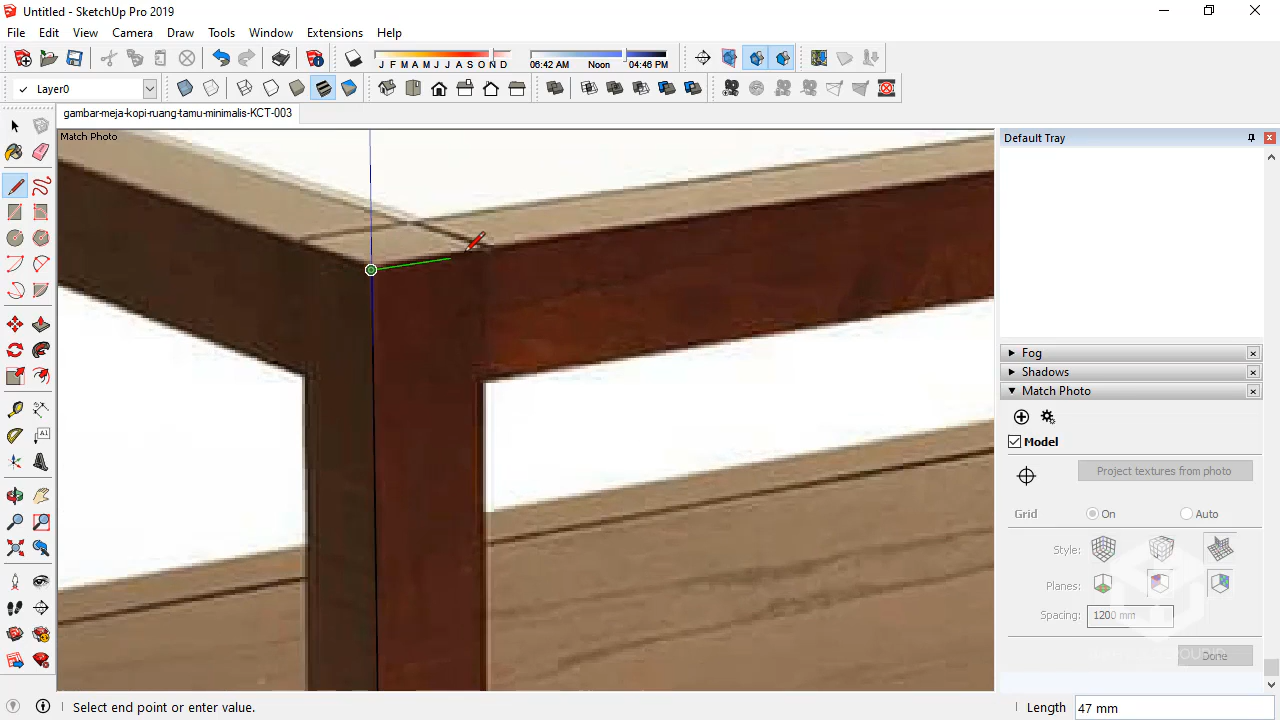 Untitled - SketchUp Pro 2019
File Edit View Camera Draw Tools Window Extensions Help
J F M A M J J A S O N D
06:42 AM Noon 04:46 PM
Layer0
gambar-meja-kopi-ruang-tamu-minimalis-KCT-003
Match Photo
Default Tray
Fog
Shadows
Match Photo
Model
Project textures from photo
Grid On Auto
Style:
Planes:
Spacing: 1200 mm
Done
Select end point or enter value.
Length 47 mm